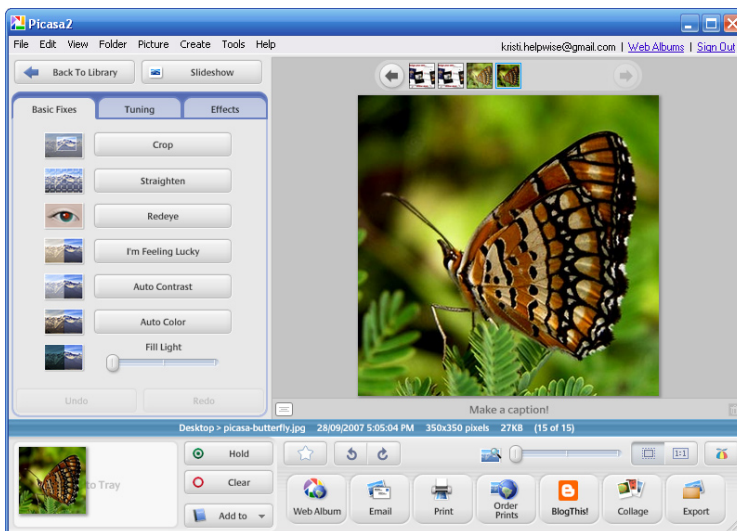 Picasa2
File Edit View Folder Picture Create Tools Help
kristi.helpwise@gmail.com | Web Albums | Sign Out
Back To Library
Slideshow
Basic Fixes
Tuning
Effects
Crop
Straighten
Redeye
I'm Feeling Lucky
Auto Contrast
Auto Color
Fill Light
Undo
Redo
Make a caption!
Desktop > picasa-butterfly.jpg 28/09/2007 5:05:04 PM 350x350 pixels 27KB (15 of 15)
to Tray
Hold
Clear
Add to
1:1
Web Album
Email
Print
Order
Prints
BlogThis!
Collage
Export